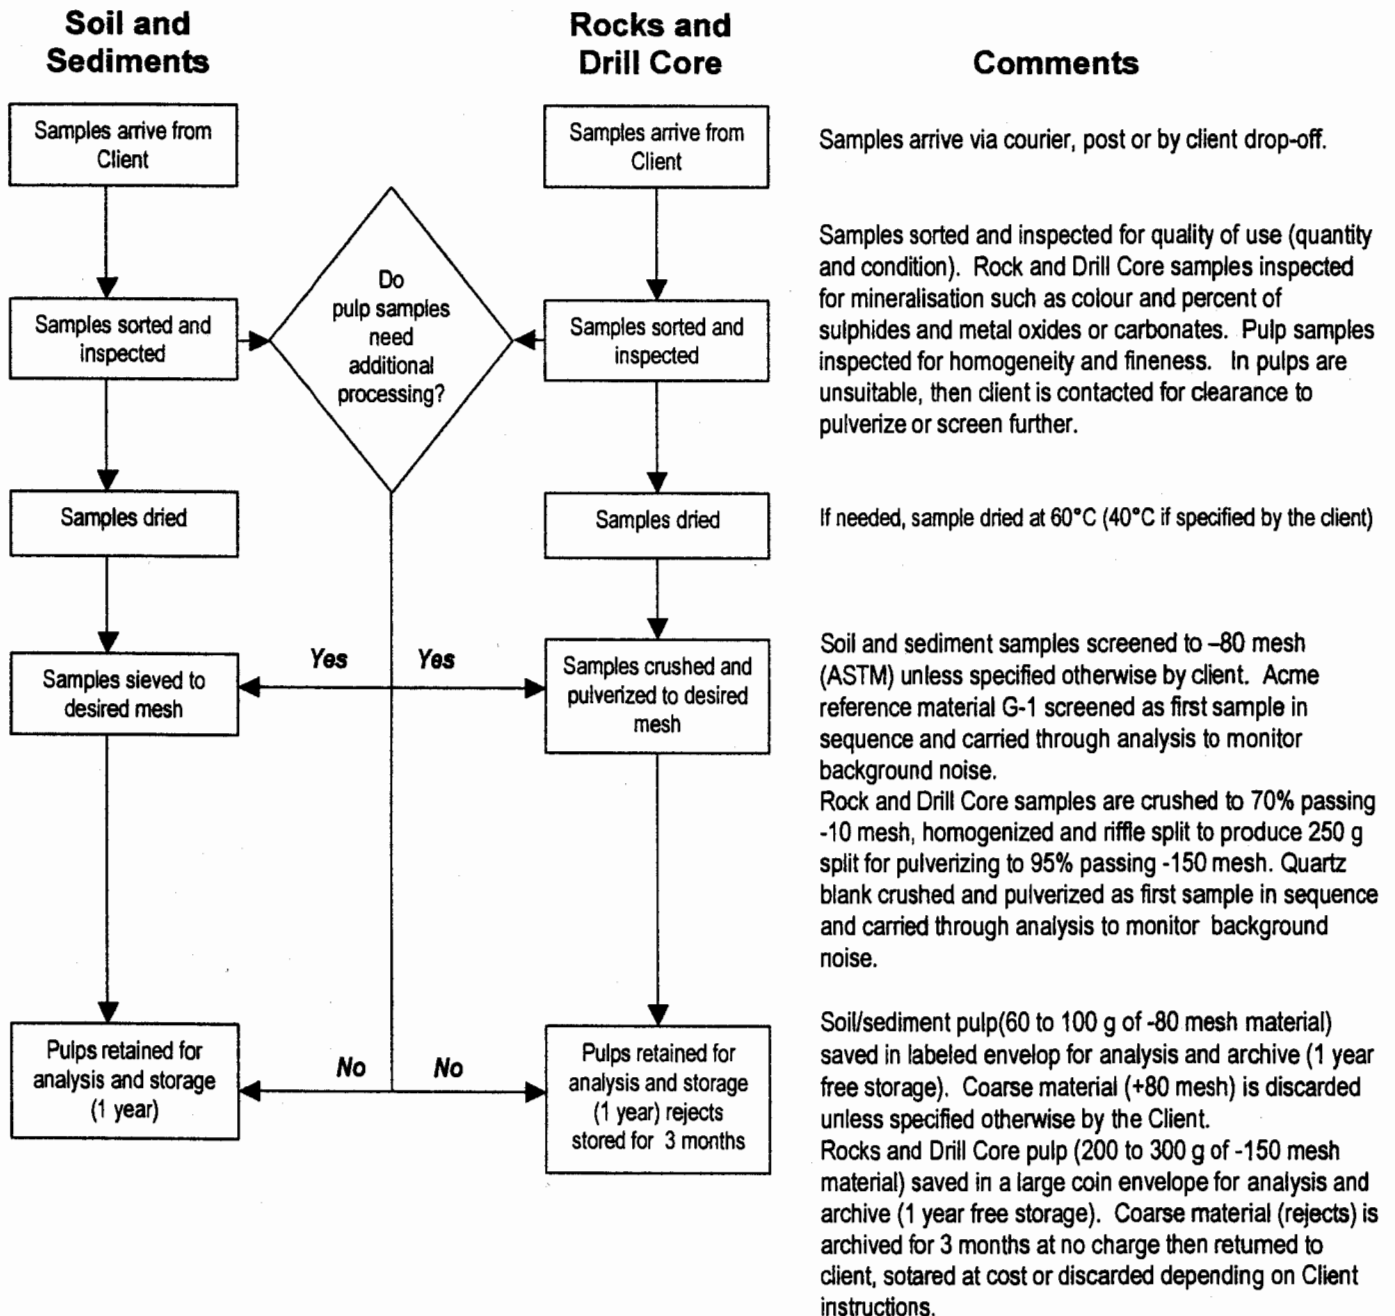 Soil and
Sediments
Rocks and
Drill Core
Comments
Samples arrive from
Client
Samples arrive from
Client
Samples arrive via courier, post or by client drop-off.
Do
pulp samples
need
additional
processing?
Samples sorted and
inspected
Samples sorted and
inspected
Samples sorted and inspected for quality of use (quantity
and condition). Rock and Drill Core samples inspected
for mineralisation such as colour and percent of
sulphides and metal oxides or carbonates. Pulp samples
inspected for homogeneity and fineness. In pulps are
unsuitable, then client is contacted for clearance to
pulverize or screen further.
Samples dried
Samples dried
If needed, sample dried at 60°C (40°C if specified by the client)
Yes
Yes
Samples sieved to
desired mesh
Samples crushed and
pulverized to desired
mesh
Soil and sediment samples screened to –80 mesh
(ASTM) unless specified otherwise by client. Acme
reference material G-1 screened as first sample in
sequence and carried through analysis to monitor
background noise.
Rock and Drill Core samples are crushed to 70% passing
-10 mesh, homogenized and riffle split to produce 250 g
split for pulverizing to 95% passing -150 mesh. Quartz
blank crushed and pulverized as first sample in sequence
and carried through analysis to monitor background
noise.
Pulps retained for
analysis and storage
(1 year)
No
No
Pulps retained for
analysis and storage
(1 year) rejects
stored for 3 months
Soil/sediment pulp(60 to 100 g of -80 mesh material)
saved in labeled envelop for analysis and archive (1 year
free storage). Coarse material (+80 mesh) is discarded
unless specified otherwise by the Client.
Rocks and Drill Core pulp (200 to 300 g of -150 mesh
material) saved in a large coin envelope for analysis and
archive (1 year free storage). Coarse material (rejects) is
archived for 3 months at no charge then returned to
client, sotared at cost or discarded depending on Client
instructions.